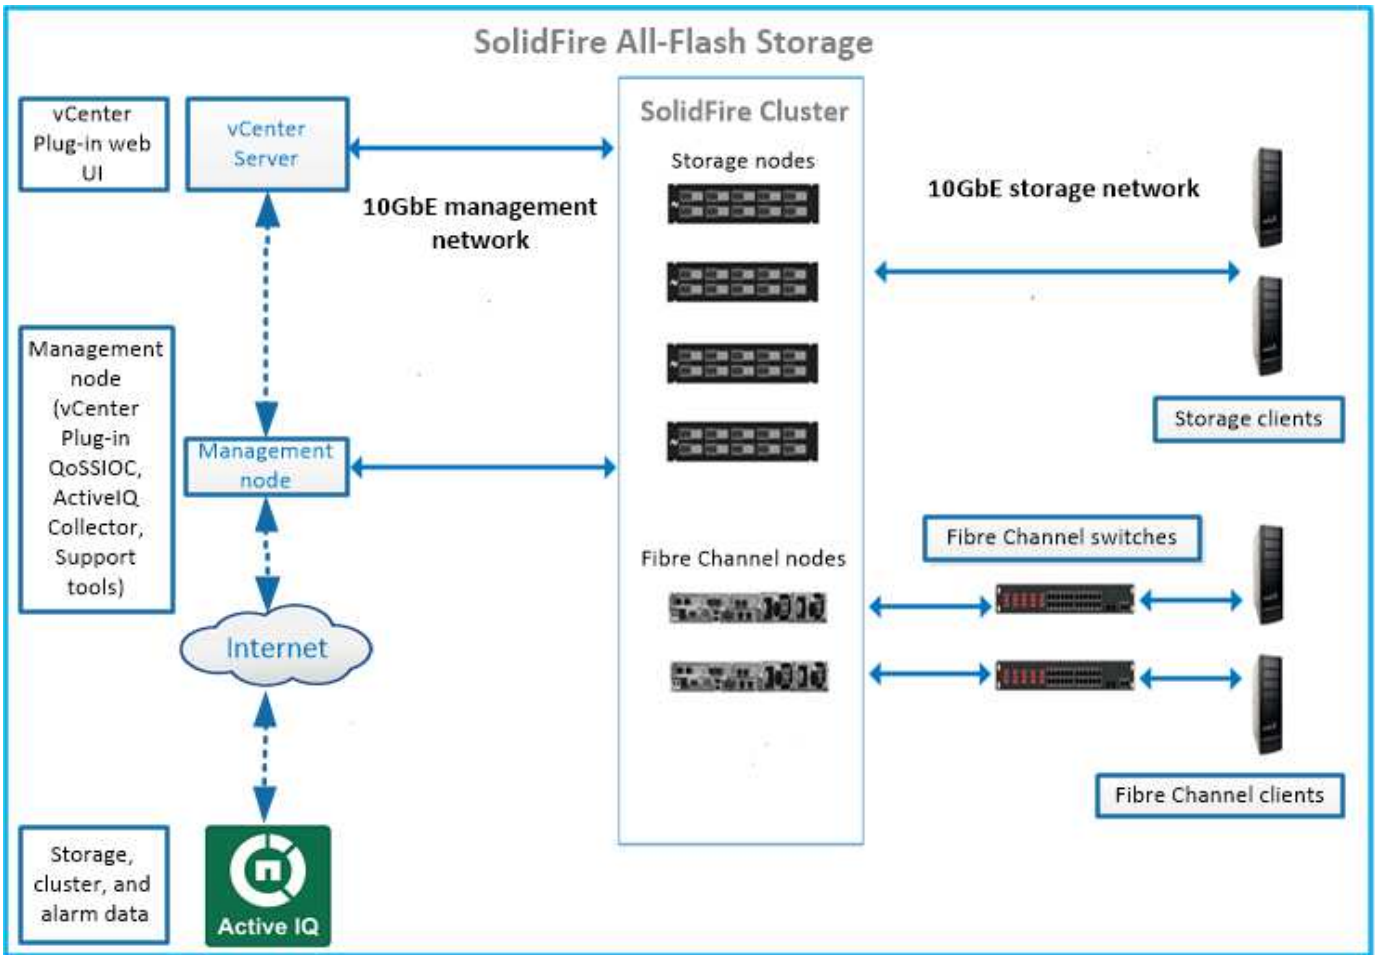 SolidFire All-Flash Storage
vCenter
Plug-in web
UI
vCenter
Server
10GbE management
network
SolidFire Cluster
Storage nodes
10GbE storage network
Storage clients
Management
node
(vCenter
Plug-in
QoSSIOC,
ActiveIQ
Collector,
Support
tools)
Management
node
Fibre Channel switches
Fibre Channel nodes
Internet
Fibre Channel clients
Storage,
cluster, and
alarm data
Active IQ